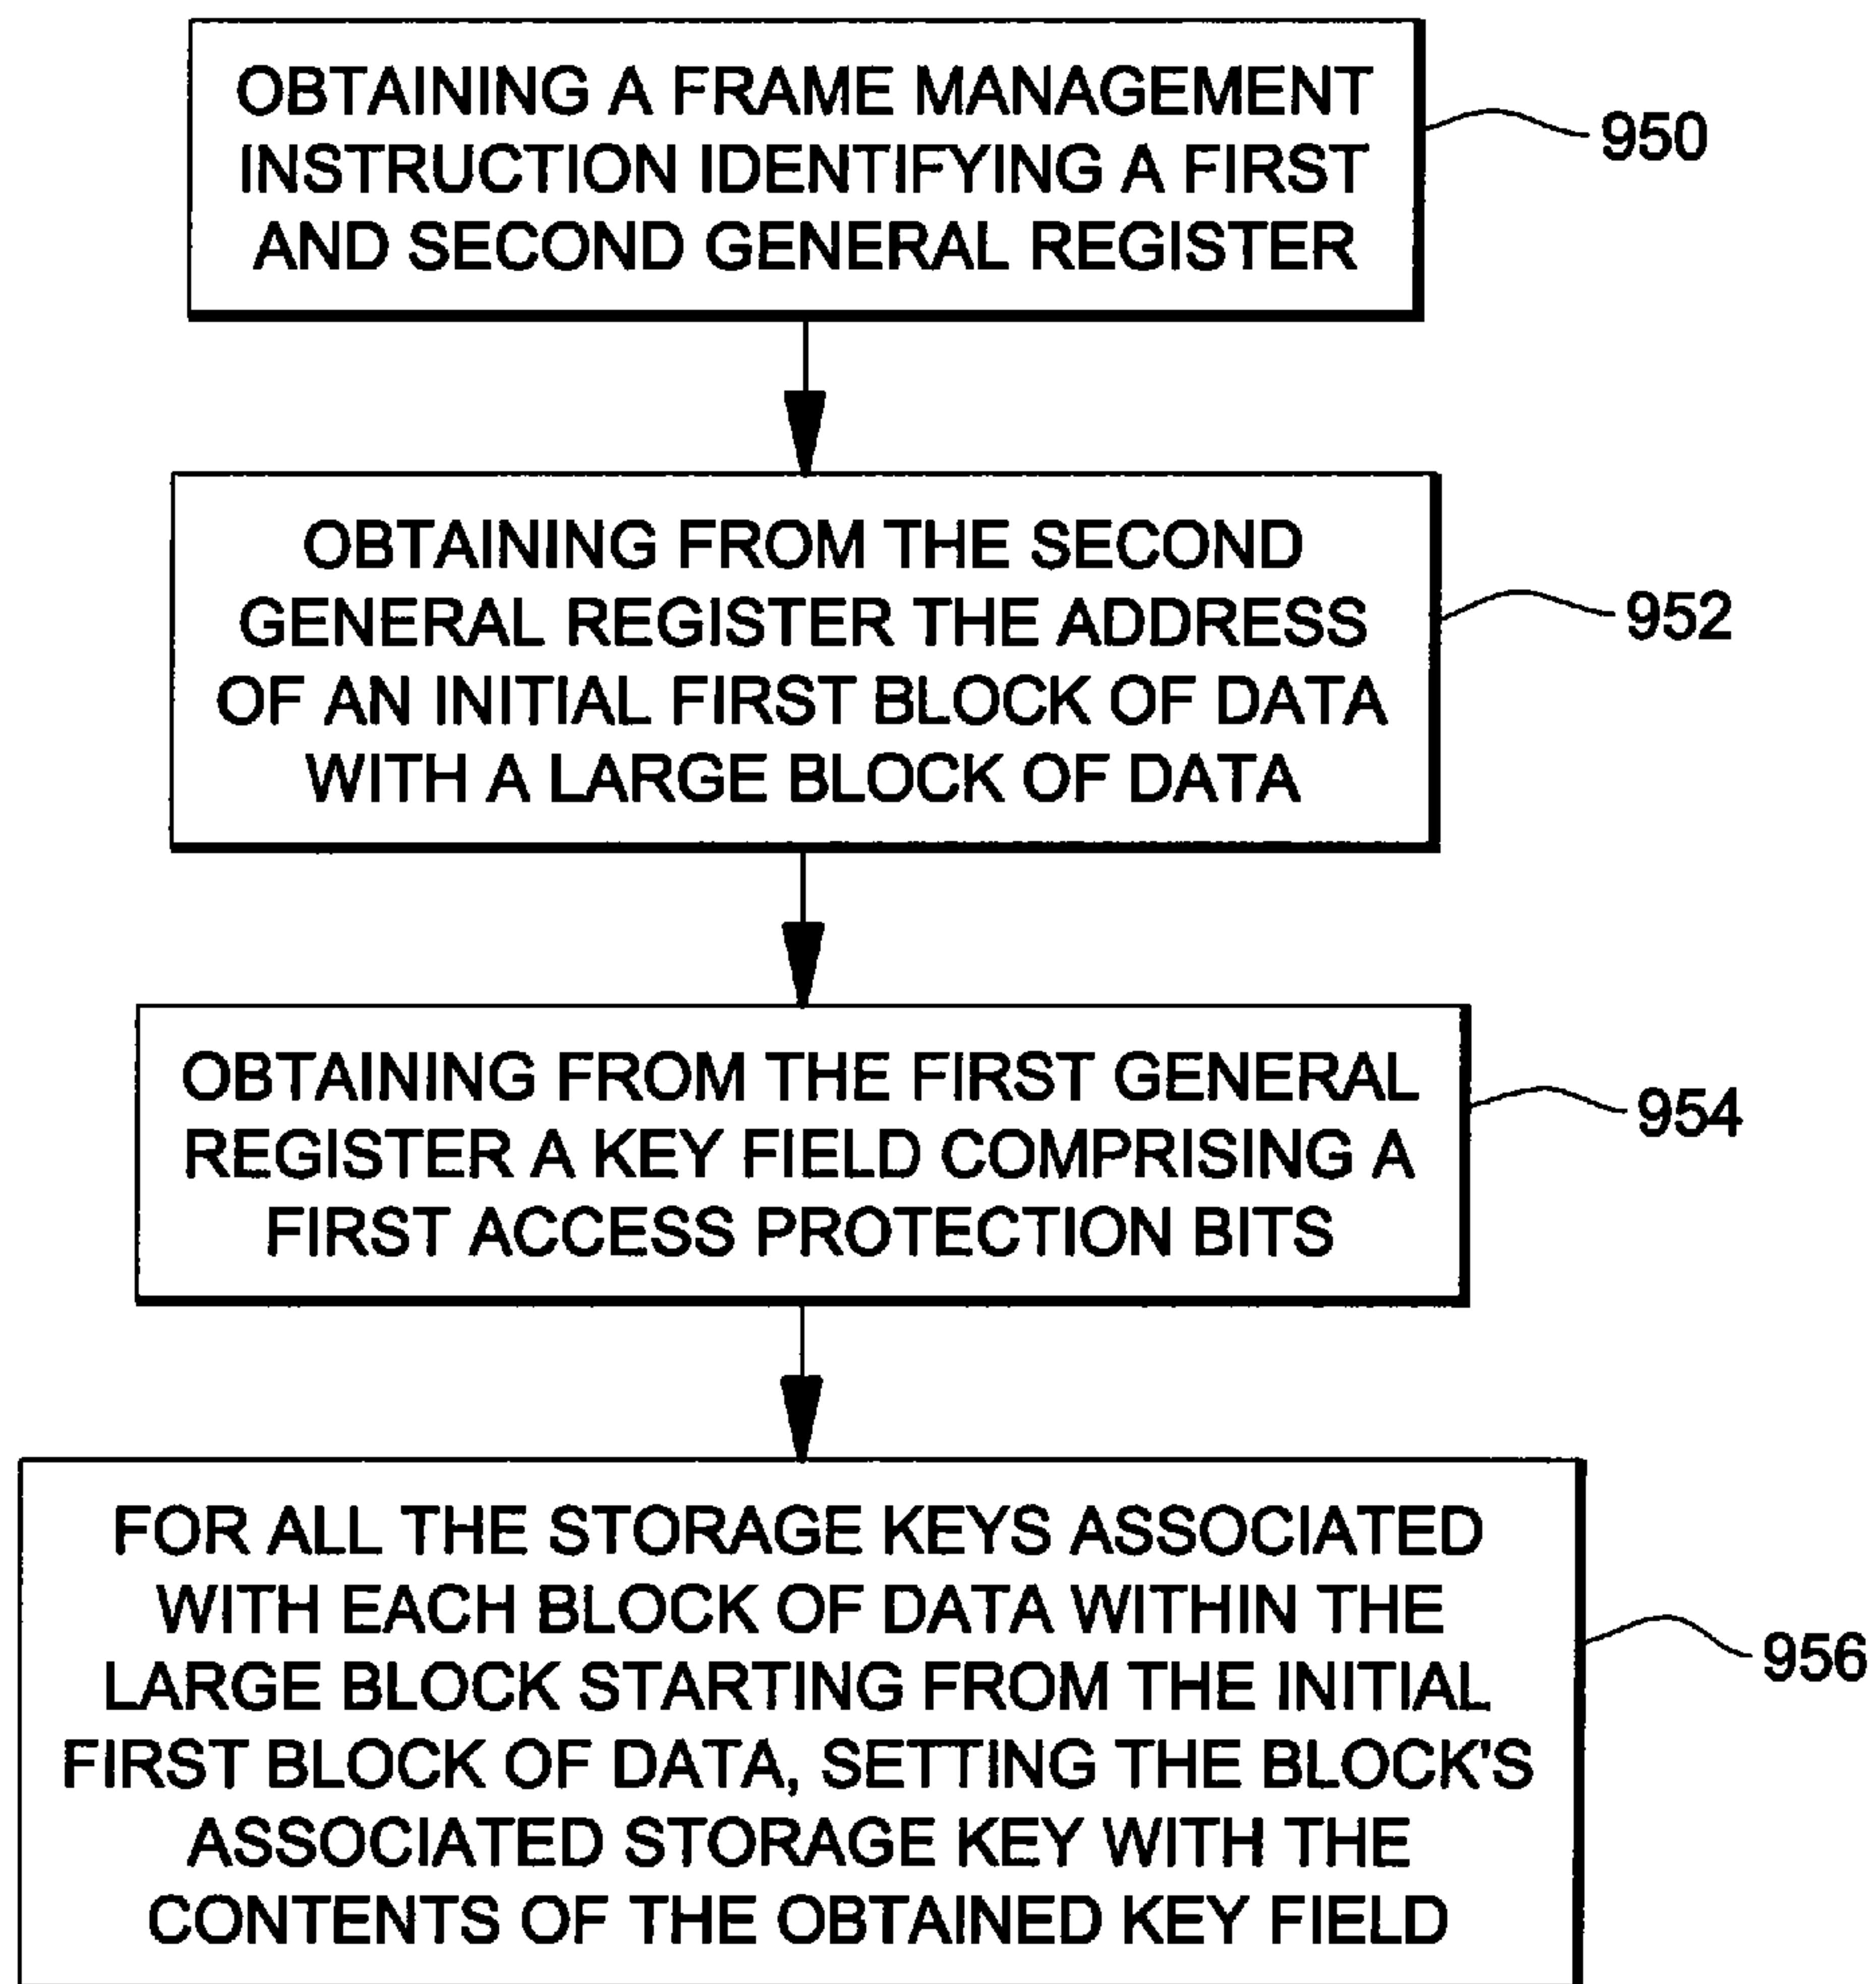 OBTAINING A FRAME MANAGEMENT
INSTRUCTION IDENTIFYING A FIRST
AND SECOND GENERAL REGISTER
950
OBTAINING FROM THE SECOND
GENERAL REGISTER THE ADDRESS
OF AN INITIAL FIRST BLOCK OF DATA
WITH A LARGE BLOCK OF DATA
952
OBTAINING FROM THE FIRST GENERAL
REGISTER A KEY FIELD COMPRISING A
FIRST ACCESS PROTECTION BITS
954
FOR ALL THE STORAGE KEYS ASSOCIATED
WITH EACH BLOCK OF DATA WITHIN THE
LARGE BLOCK STARTING FROM THE INITIAL
FIRST BLOCK OF DATA, SETTING THE BLOCK'S
ASSOCIATED STORAGE KEY WITH THE
CONTENTS OF THE OBTAINED KEY FIELD
956